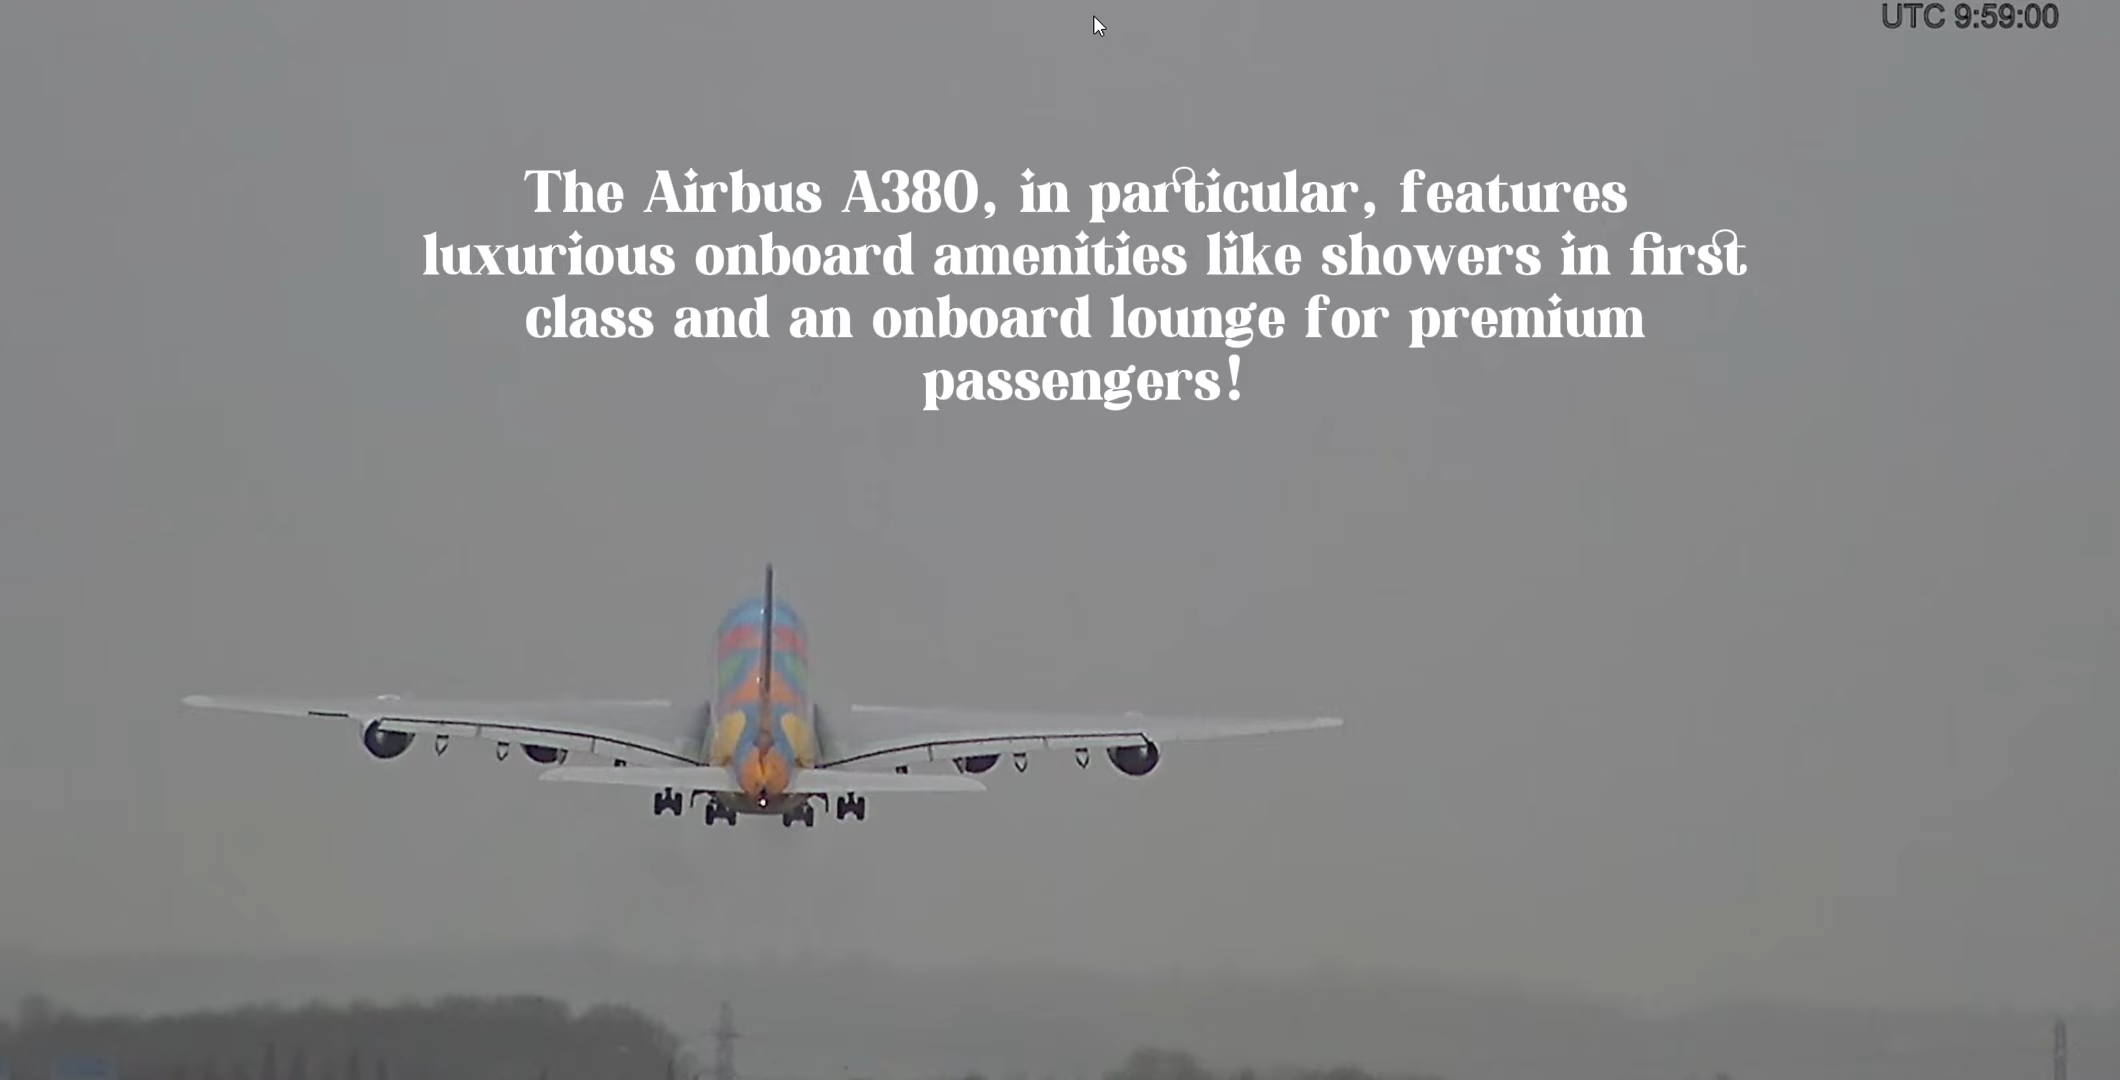 UTC 9:59:00
The Airbus A380, in particular, features
luxurious onboard amenities like showers in first
class and an onboard lounge for premium
passengers!